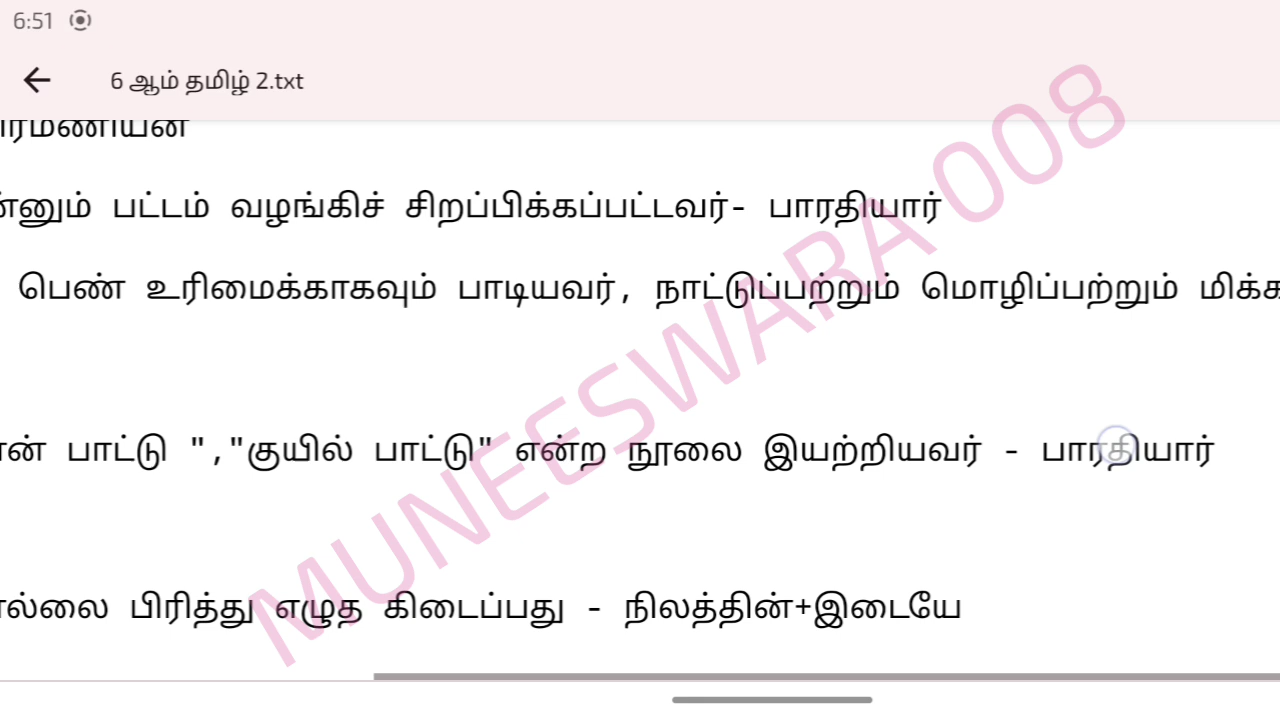 6:51
6 ஆம் தமிழ் 2.txt
பட்டம் வழங்கிச் சிறப்பிக்கப்பட்டவர்- பாரதியார்
பெண் உரிமைக்காகவும் பாடியவர், நாட்டுப்பற்றும் மொழிப்பற்றும்
பாட்டு ","குயில் பாட்டு" என்ற நூலை இயற்றியவர் - பாரதியார்
பிரித்து எழுத கிடைப்பது - நிலத்தின்+இடையே
MUNEESWARA 008